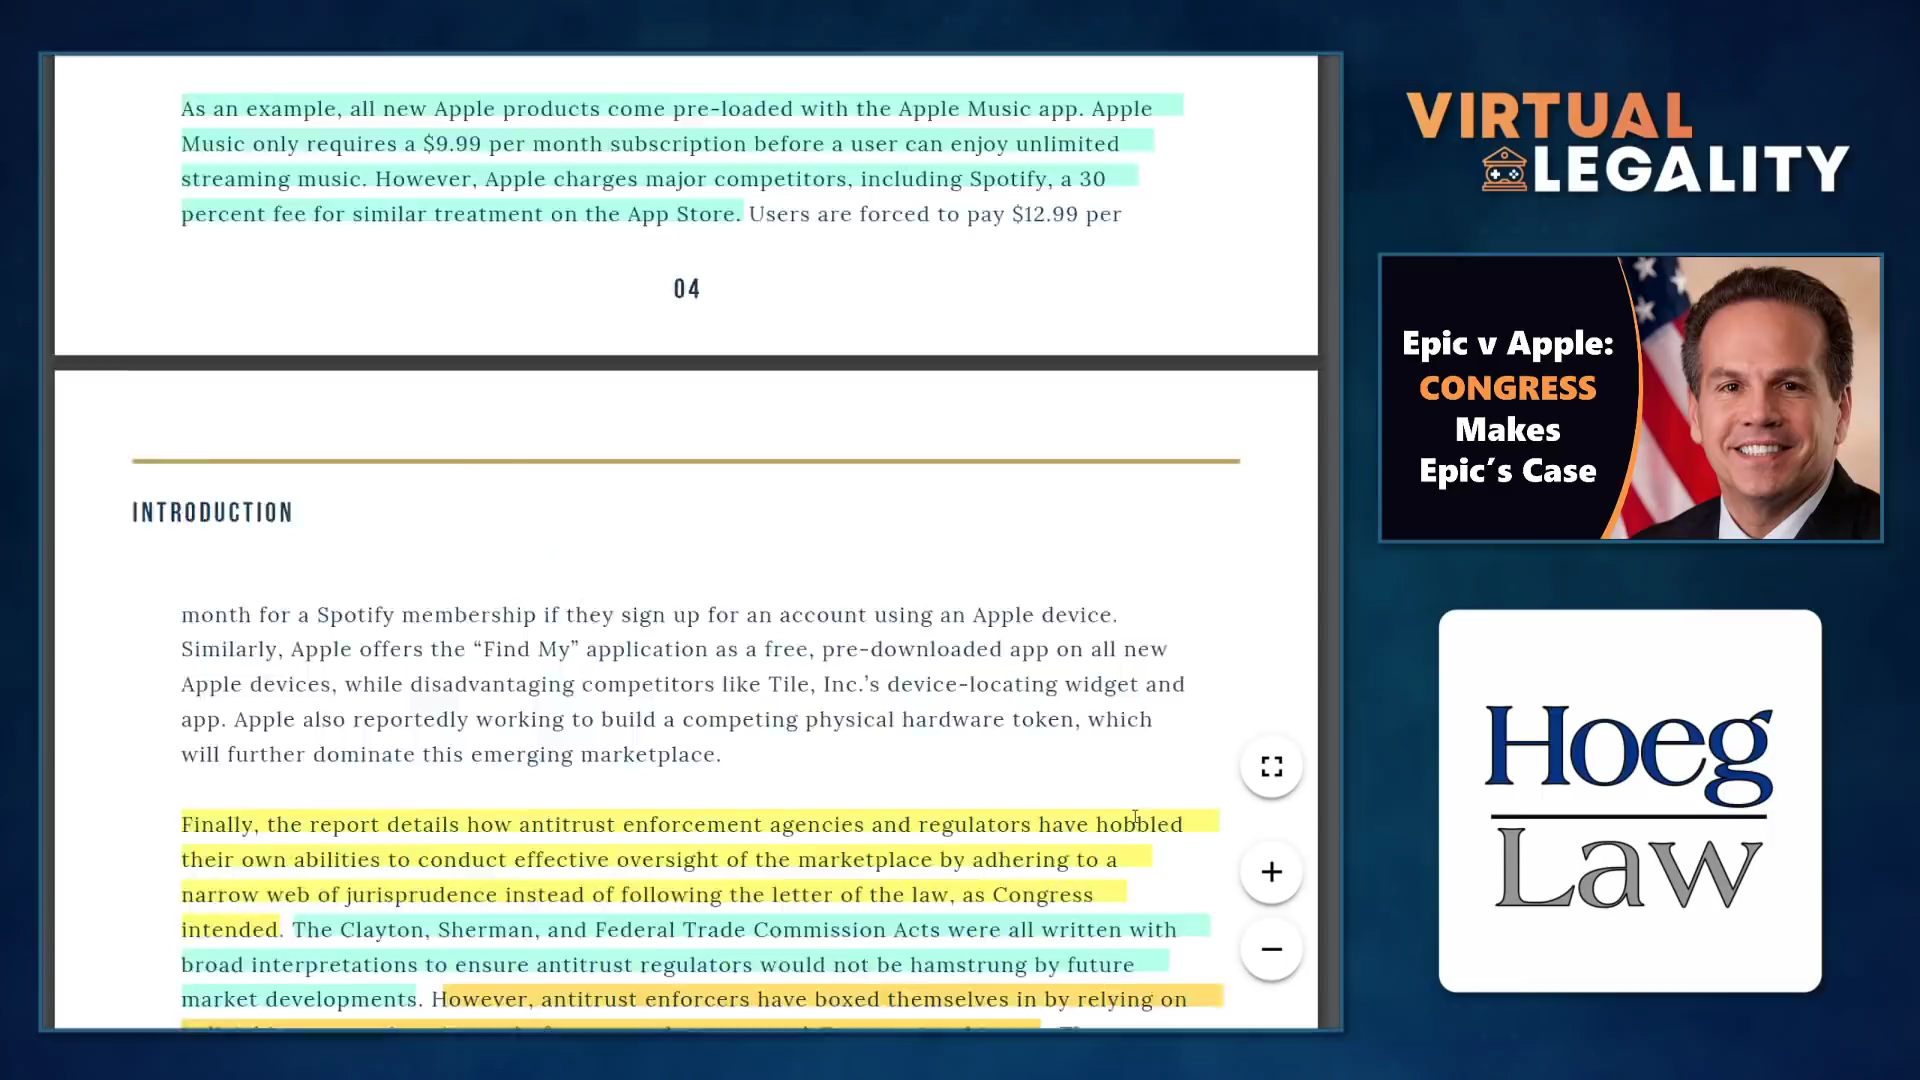 As an example, all new Apple products come pre-loaded with the Apple Music app. Apple
Music only requires a $9.99 per month subscription before a user can enjoy unlimited
streaming music. However, Apple charges major competitors, including Spotify, a 30
percent fee for similar treatment on the App Store. Users are forced to pay $12.99 per
04
INTRODUCTION
month for a Spotify membership if they sign up for an account using an Apple device.
Similarly, Apple offers the “Find My” application as a free, pre-downloaded app on all new
Apple devices, while disadvantaging competitors like Tile, Inc.’s device-locating widget and
app. Apple also reportedly working to build a competing physical hardware token, which
will further dominate this emerging marketplace.
Finally, the report details how antitrust enforcement agencies and regulators have hobbled
their own abilities to conduct effective oversight of the marketplace by adhering to a
narrow web of jurisprudence instead of following the letter of the law, as Congress
intended. The Clayton, Sherman, and Federal Trade Commission Acts were all written with
broad interpretations to ensure antitrust regulators would not be hamstrung by future
market developments. However, antitrust enforcers have boxed themselves in by relying on
VIRTUAL
LEGALITY
Epic v Apple:
CONGRESS
Makes
Epic's Case
Hoeg
Law